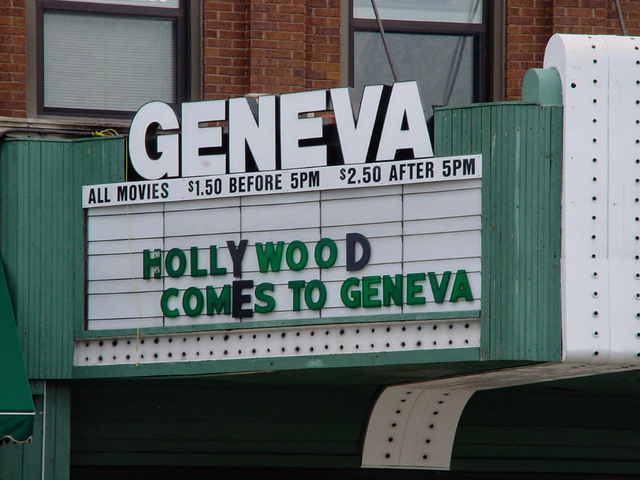 GENEVA
ALL MOVIES $1.50 BEFORE 5PM $2.50 AFTER 5PM
HOLLYWOOD
COMES TO GENEVA